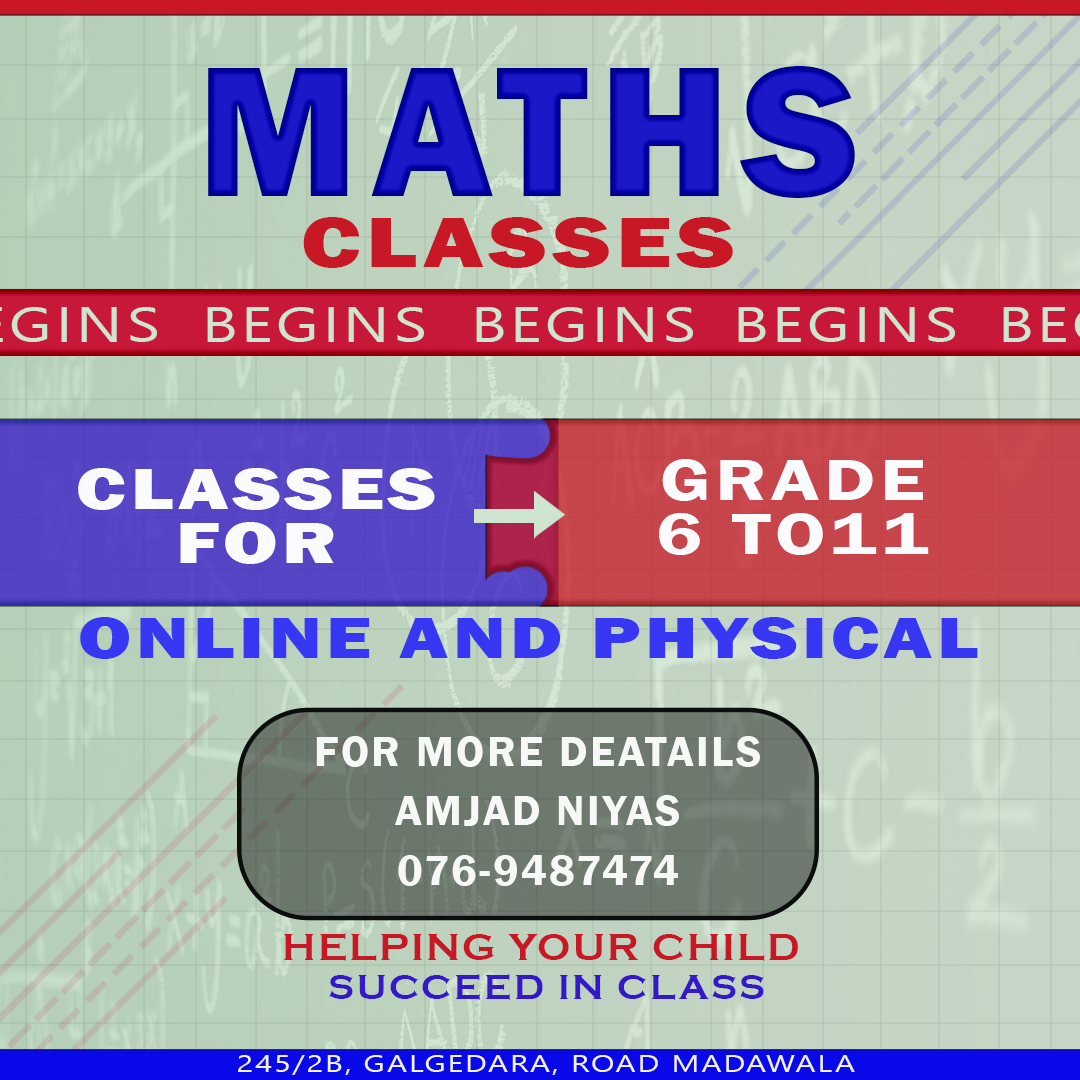 MATHS
CLASSES
EGINS BEGINS BEGINS BEGINS BEG
CLASSES
FOR
GRADE
6 TO11
ONLINE AND PHYSICAL
FOR MORE DEATAILS
AMJAD NIYAS
076-9487474
HELPING YOUR CHILD
SUCCEED IN CLASS
245/2B, GALGEDARA, ROAD MADAWALA